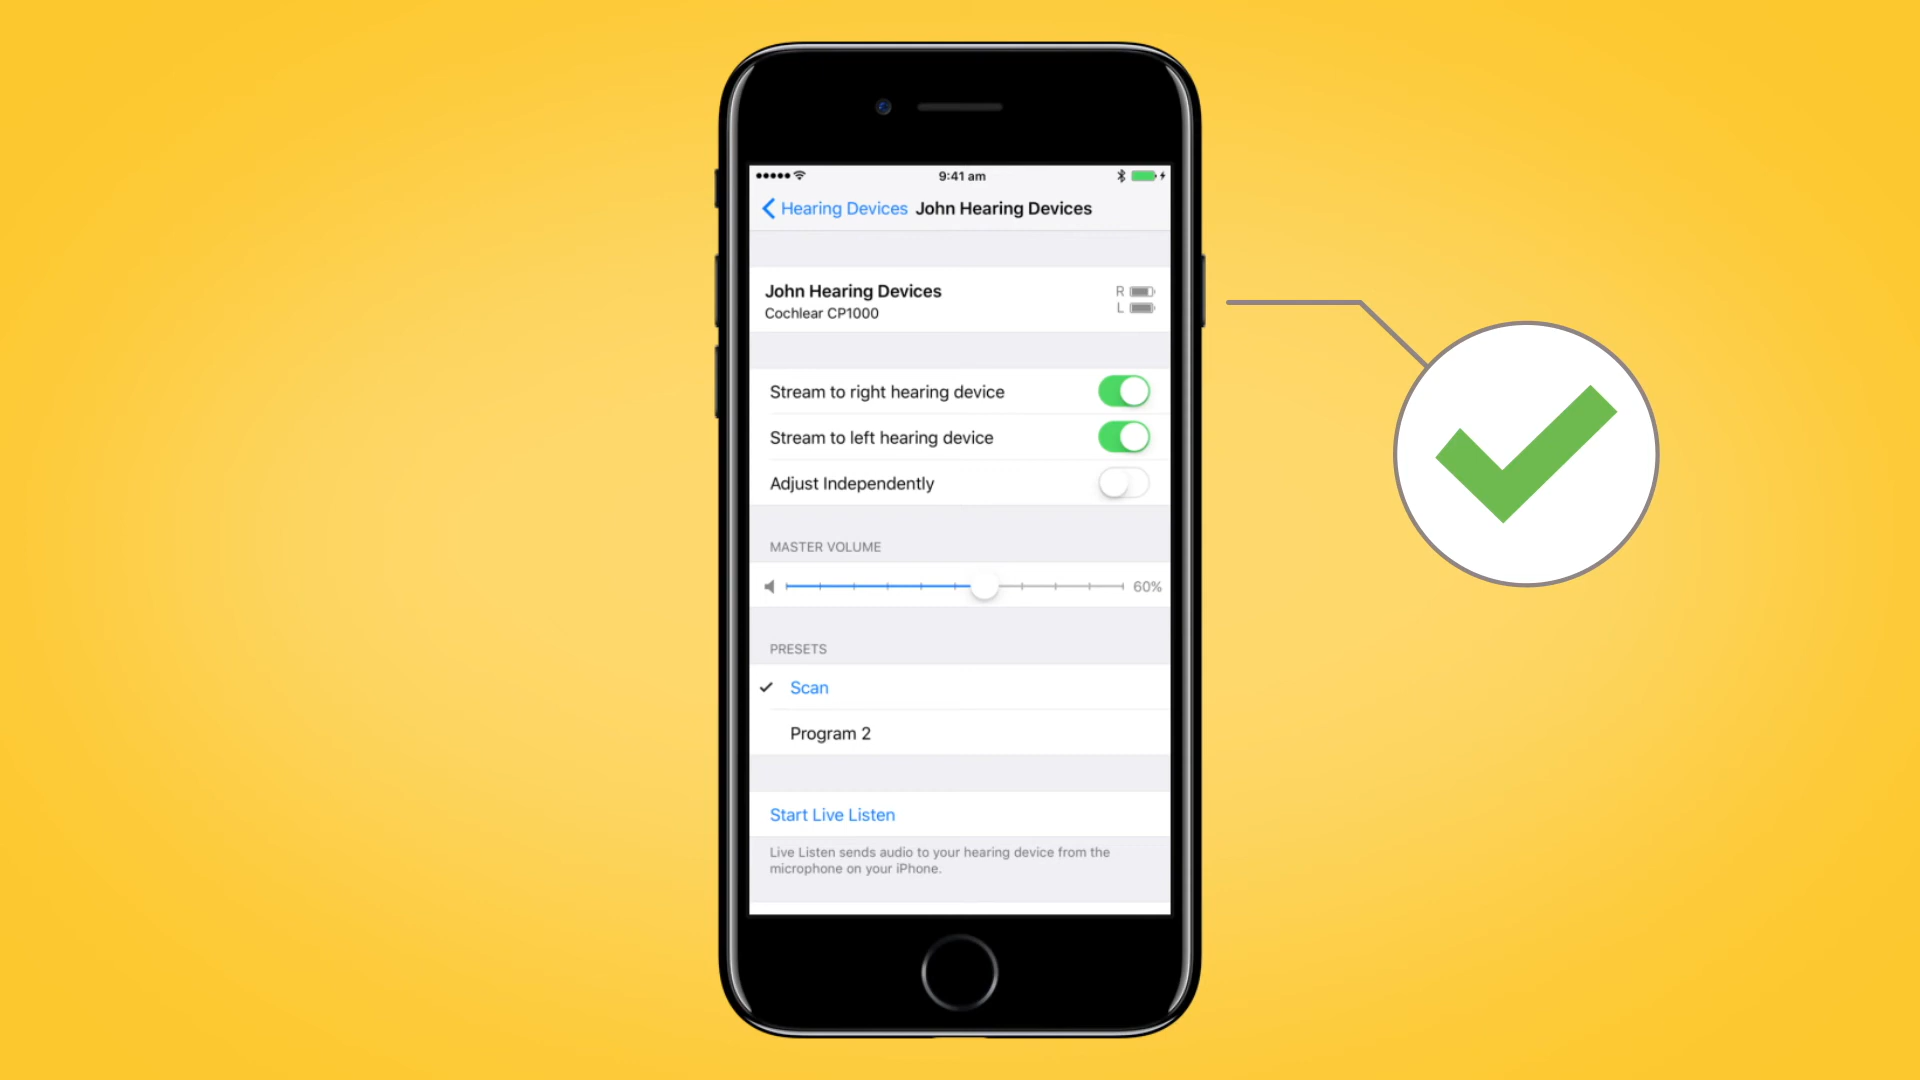 9:41 am
Hearing Devices John Hearing Devices
John Hearing Devices R
Cochlear CP1000 L
Stream to right hearing device
Stream to left hearing device
Adjust Independently
MASTER VOLUME
60%
PRESETS
Scan
Program 2
Start Live Listen
Live Listen sends audio to your hearing device from the
microphone on your iPhone.